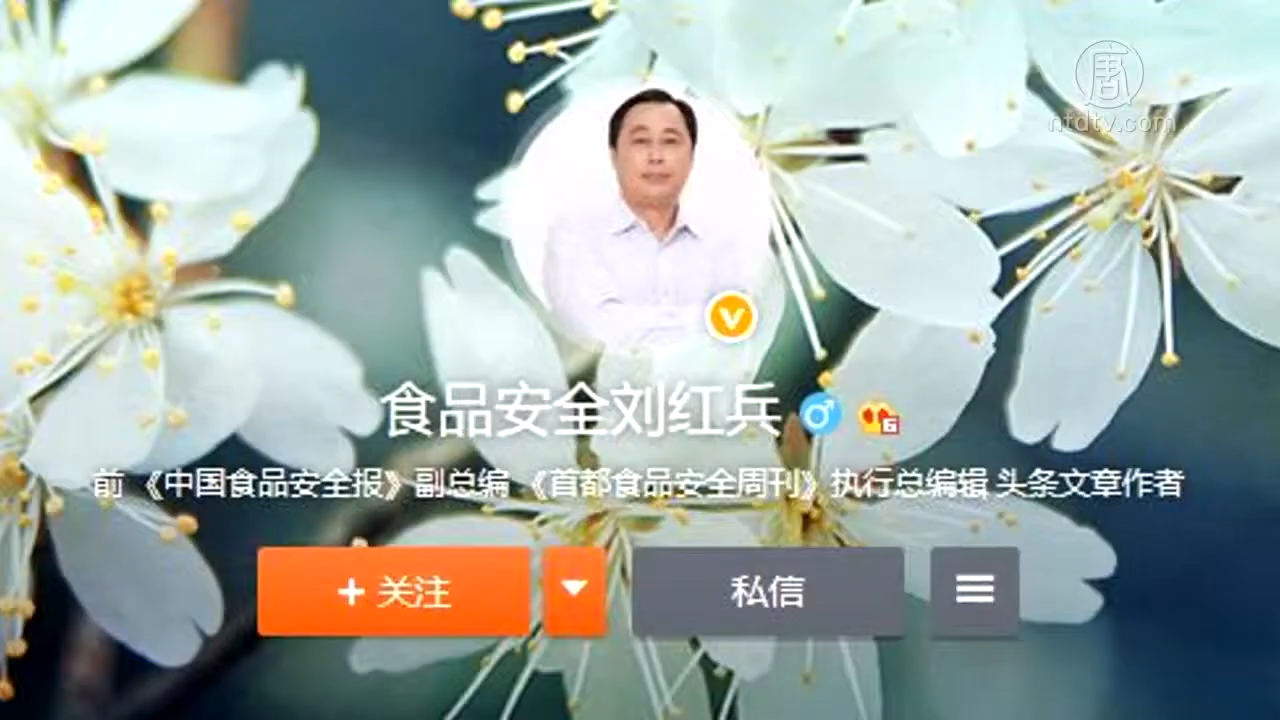 唐
ntdtv.com
食品安全刘红兵
6
前《中国食品安全报》副总编《首都食品安全周刊》执行总编辑 头条文章作者
+ 关注
私信